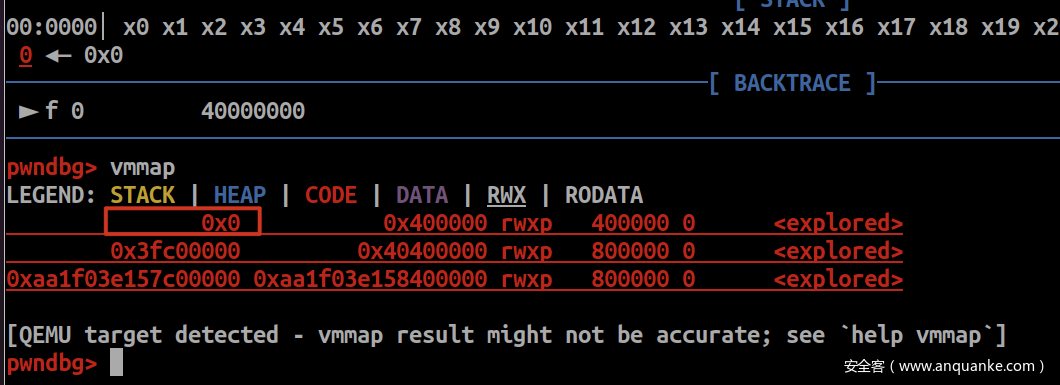 [ STACK ]
00:0000│ x0 x1 x2 x3 x4 x5 x6 x7 x8 x9 x10 x11 x12 x13 x14 x15 x16 x17 x18 x19 x2
0 ◂— 0x0
[ BACKTRACE ]
► f 0 40000000
pwndbg> vmmap
LEGEND: STACK | HEAP | CODE | DATA | RWX | RODATA
0x0 0x400000 rwxp 400000 0 <explored>
0x3fc00000 0x40400000 rwxp 800000 0 <explored>
0xaa1f03e157c00000 0xaa1f03e158400000 rwxp 800000 0 <explored>
[QEMU target detected - vmmap result might not be accurate; see `help vmmap`]
pwndbg>
安全客（www.anquanke.com）